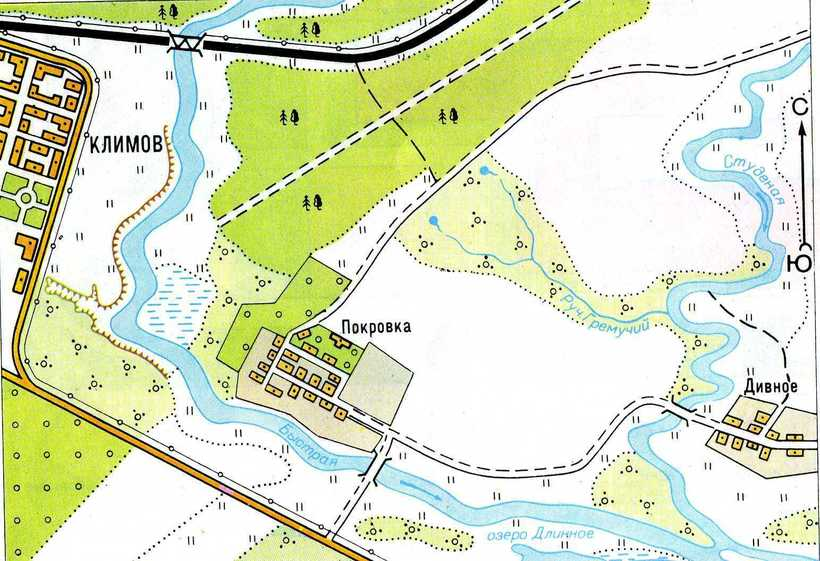 С
КЛИМОВ
Студеная
Ю
Руч. Гремучий
Покровка
Дивное
Быстрая
озеро Длинное